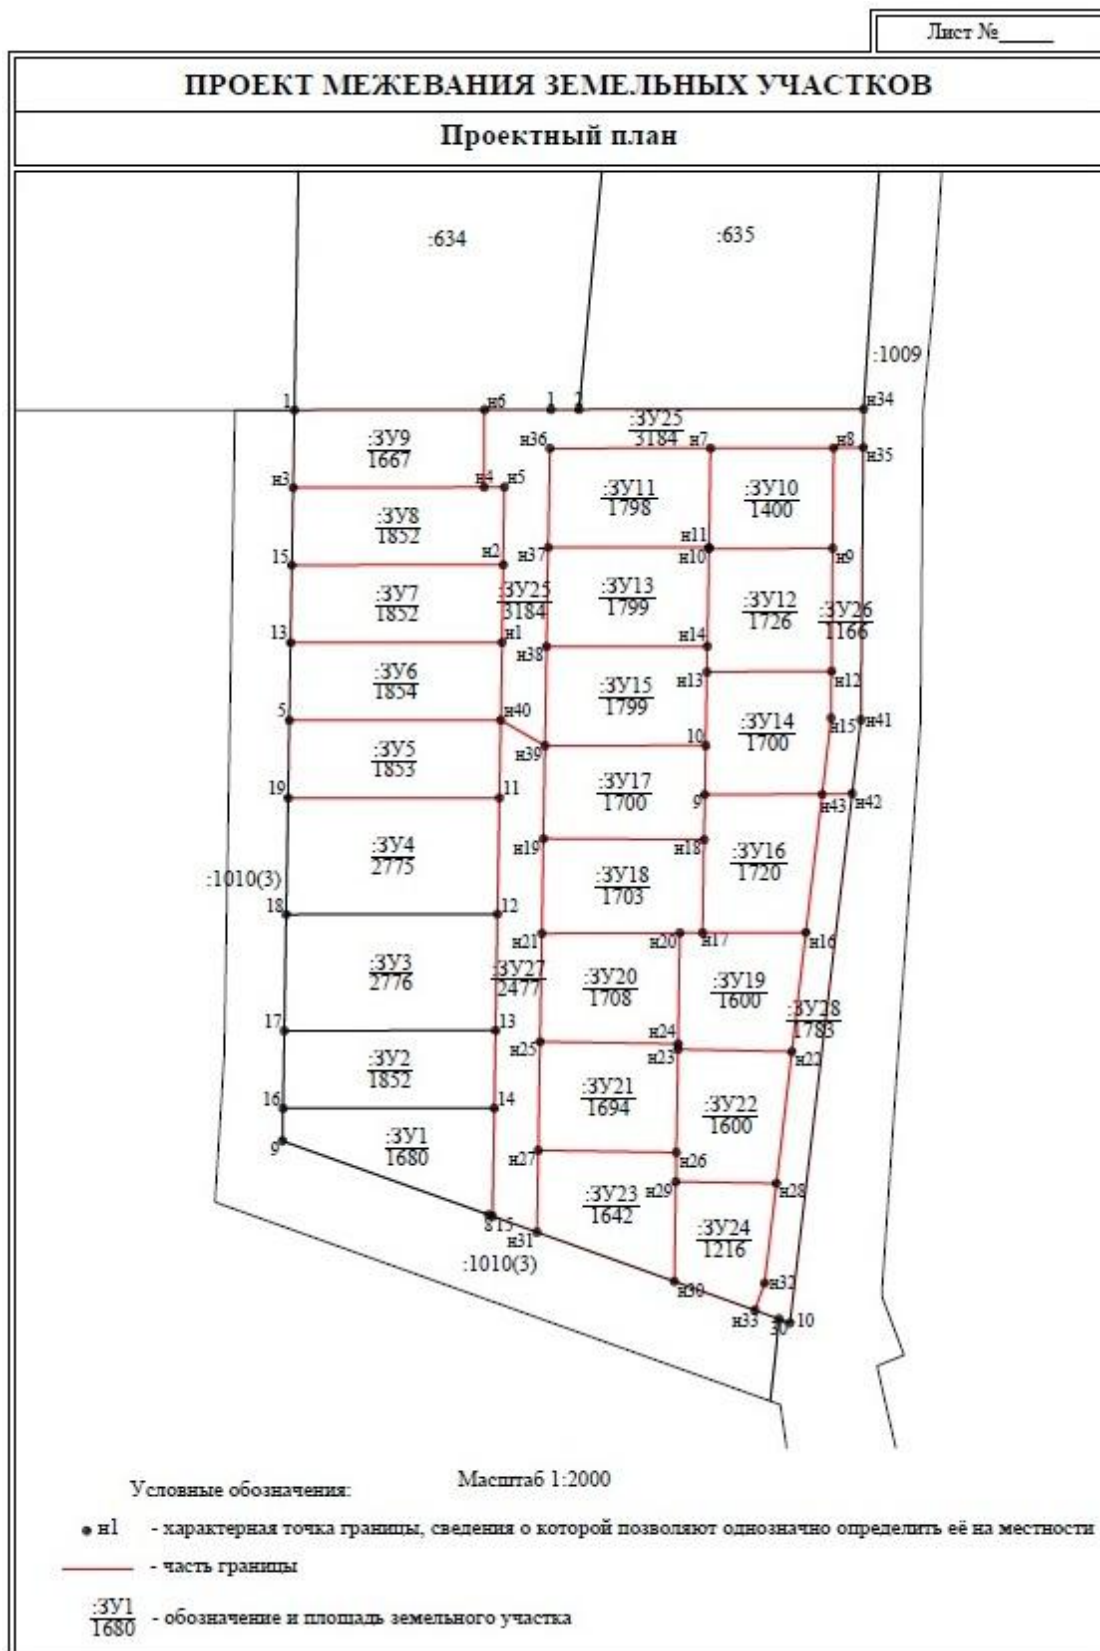 Лист №_____
ПРОЕКТ МЕЖЕВАНИЯ ЗЕМЕЛЬНЫХ УЧАСТКОВ
Проектный план
:634
:635
:1009
1
н6
1
2
н34
:ЗУ25
3184
н36
н7
н8
н35
:ЗУ9
1667
н3
н4
н5
:ЗУ11
1798
:ЗУ10
1400
:ЗУ8
1852
н2
н37
н11
н10
н9
15
:ЗУ7
1852
:ЗУ25
3184
:ЗУ13
1799
:ЗУ12
1726
:ЗУ26
1166
13
н1
н38
н14
н13
н12
:ЗУ6
1854
:ЗУ15
1799
:ЗУ14
1700
5
н40
н39
10
н15
н41
:ЗУ5
1853
:ЗУ17
1700
19
11
9
н43
н42
:ЗУ4
2775
н19
н18
:ЗУ16
1720
:1010(3)
:ЗУ18
1703
18
12
н21
н20
н17
н16
:ЗУ3
2776
:ЗУ27
2477
:ЗУ20
1708
:ЗУ19
1600
:ЗУ28
1783
17
13
н25
н24
н23
н22
:ЗУ2
1852
:ЗУ21
1694
:ЗУ22
1600
16
14
9
:ЗУ1
1680
н27
н26
н29
н28
:ЗУ23
1642
:ЗУ24
1216
815
н31
:1010(3)
н30
н32
н33
30
10
Масштаб 1:2000
Условные обозначения:
н1 - характерная точка границы, сведения о которой позволяют однозначно определить её на местности
- часть границы
:ЗУ1
1680 - обозначение и площадь земельного участка